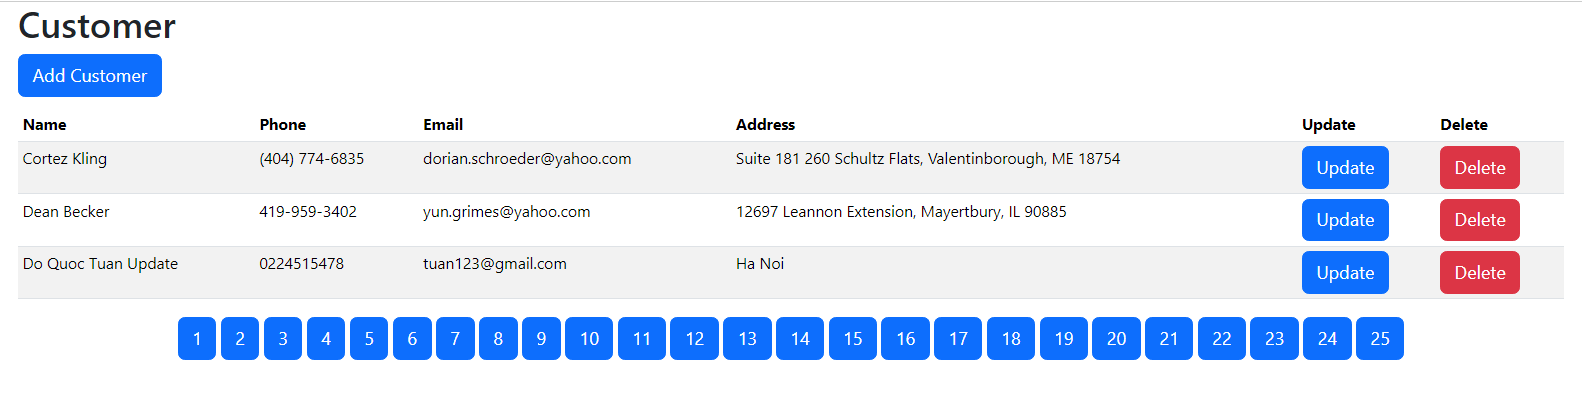 Customer
Add Customer
Name Phone Email Address Update Delete
Cortez Kling (404) 774-6835 dorian.schroeder@yahoo.com Suite 181 260 Schultz Flats, Valentinborough, ME 18754 Update Delete
Dean Becker 419-959-3402 yun.grimes@yahoo.com 12697 Leannon Extension, Mayertbury, IL 90885 Update Delete
Do Quoc Tuan Update 0224515478 tuan123@gmail.com Ha Noi Update Delete
1 2 3 4 5 6 7 8 9 10 11 12 13 14 15 16 17 18 19 20 21 22 23 24 25